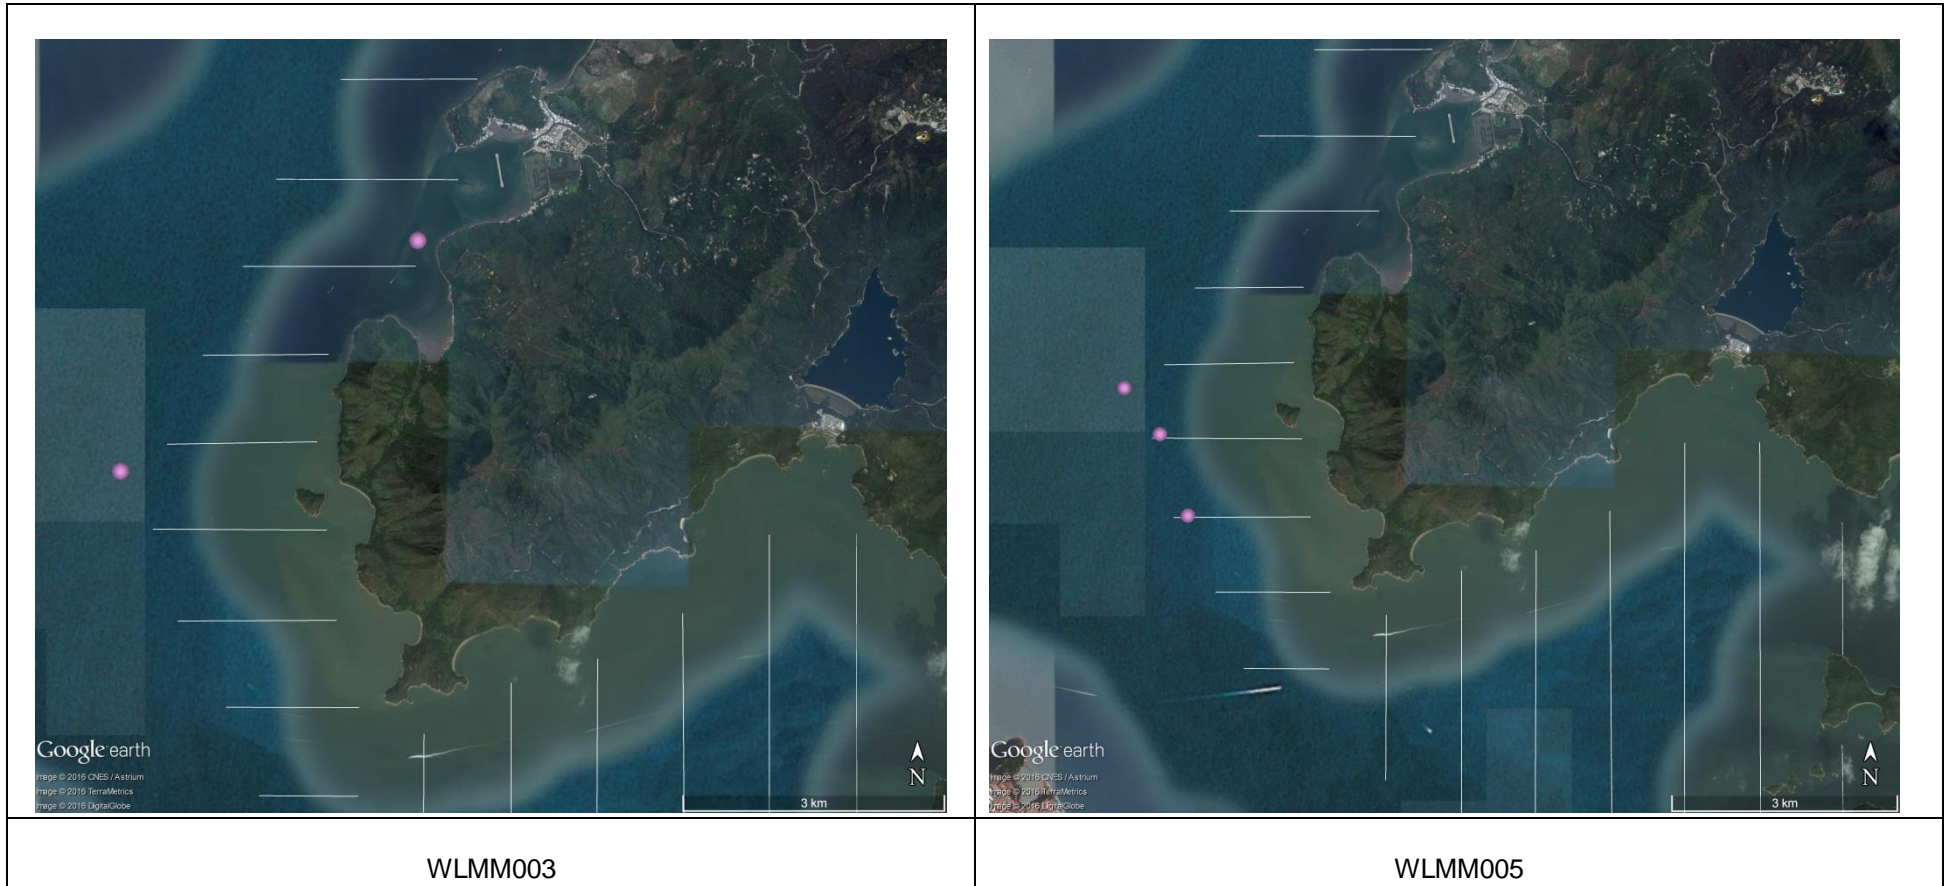 Google earth
Image © 2016 CNES / Astrium
Image © 2016 TerraMetrics
Image © 2016 DigitalGlobe
N
3 km
Google earth
Image © 2016 CNES / Astrium
Image © 2016 TerraMetrics
Image © 2016 DigitalGlobe
N
3 km
WLMM003
WLMM005